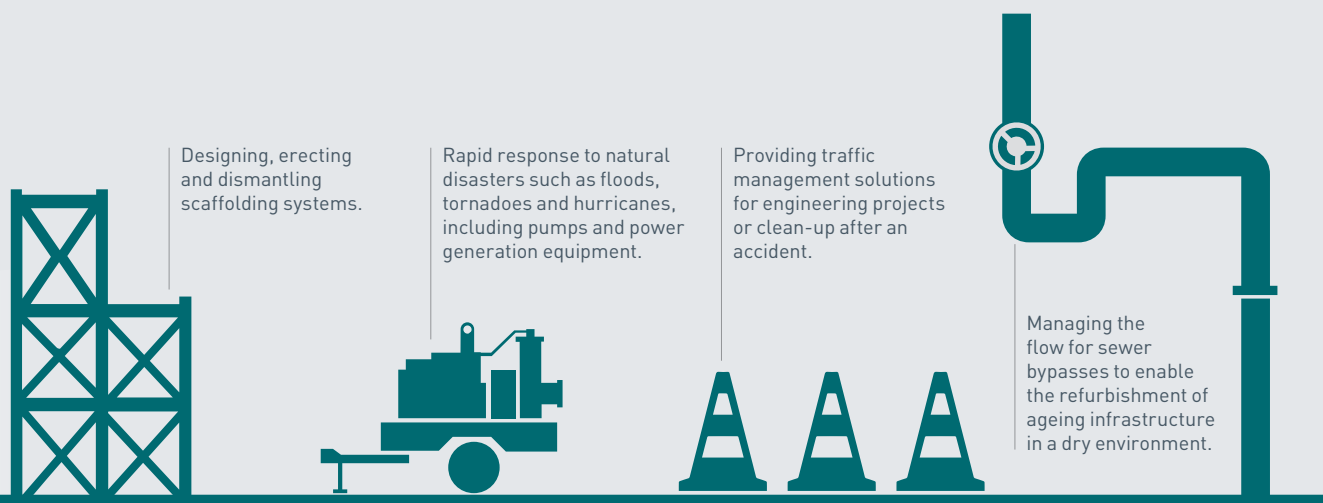 Designing, erecting
and dismantling
scaffolding systems.
Rapid response to natural
disasters such as floods,
tornadoes and hurricanes,
including pumps and power
generation equipment.
Providing traffic
management solutions
for engineering projects
or clean-up after an
accident.
Managing the
flow for sewer
bypasses to enable
the refurbishment of
ageing infrastructure
in a dry environment.